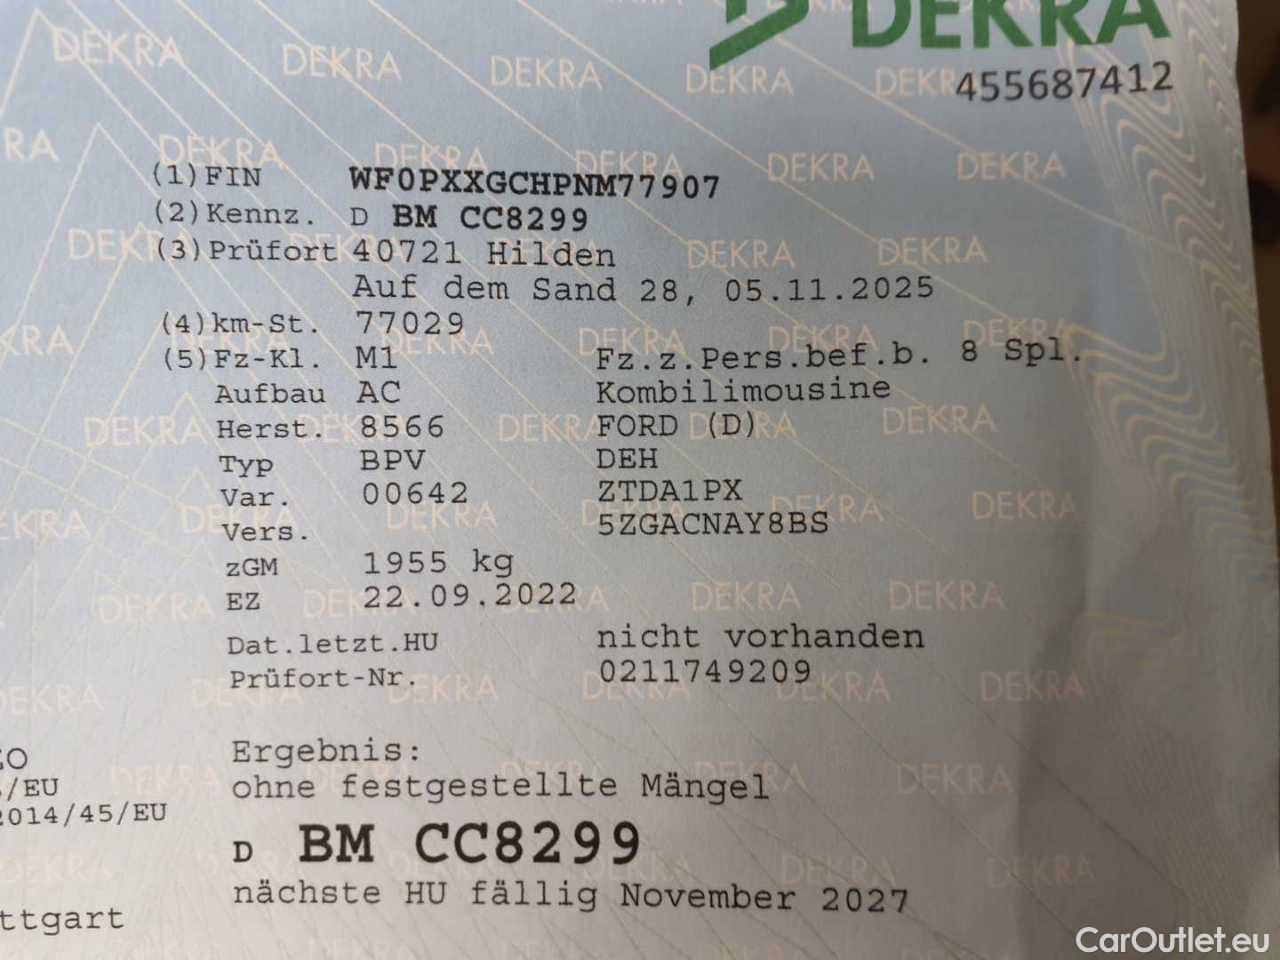 DEKRA
455687412
(1)FIN WF0PXXGCHPNM77907
(2)Kennz. D BM CC8299
(3)Prüfort 40721 Hilden
Auf dem Sand 28, 05.11.2025
(4)km-St. 77029
(5)Fz-Kl. M1 Fz.z.Pers.bef.b. 8 Spl.
Aufbau AC Kombilimousine
Herst. 8566 FORD (D)
Typ BPV DEH
Var. 00642 ZTDA1PX
Vers. 5ZGACNAY8BS
zGM 1955 kg
EZ 22.09.2022
Dat.letzt.HU nicht vorhanden
Prüfort-Nr. 0211749209
Ergebnis:
/EU
ohne festgestellte Mängel
2014/45/EU
D BM CC8299
nächste HU fällig November 2027
ttgart
CarOutlet.eu